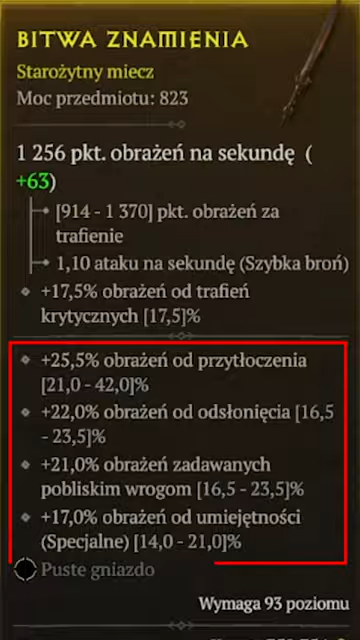 BITWA ZNAMIENIA
Starożytny miecz
Moc przedmiotu: 823
1 256 pkt. obrażeń na sekundę (
+63)
[914 - 1 370] pkt. obrażeń za
trafienie
1,10 ataku na sekundę (Szybka broń)
+17,5% obrażeń od trafień
krytycznych [17,5]%
+25,5% obrażeń od przytłoczenia
[21,0 - 42,0]%
+22,0% obrażeń od odsłonięcia [16,5
- 23,5]%
+21,0% obrażeń zadawanych
pobliskim wrogom [16,5 - 23,5]%
+17,0% obrażeń od umiejętności
(Specjalne) [14,0 - 21,0]%
Puste gniazdo
Wymaga 93 poziomu